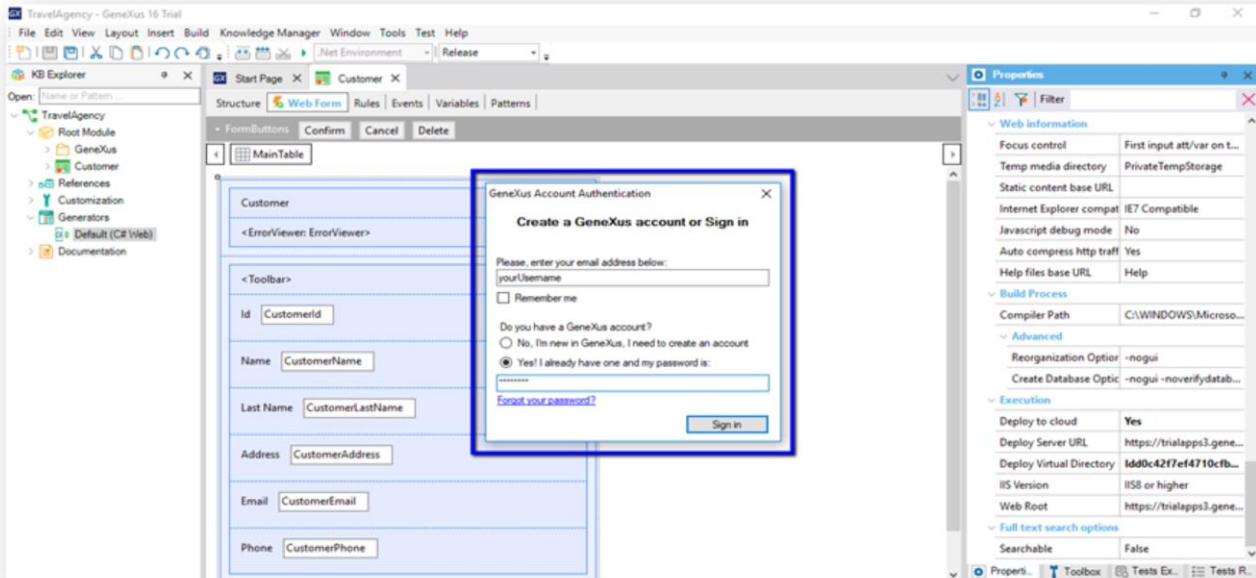 TravelAgency - GeneXus 16 Trial
File Edit View Layout Insert Build Knowledge Manager Window Tools Test Help
.Net Environment Release
KB Explorer
Open: Name or Pattern ...
TravelAgency
Root Module
GeneXus
Customer
References
Customization
Generators
Default (C# Web)
Documentation
Start Page Customer
Structure Web Form Rules Events Variables Patterns
FormButtons Confirm Cancel Delete
MainTable
Customer
<ErrorViewer: ErrorViewer>
<Toolbar>
Id CustomerId
Name CustomerName
Last Name CustomerLastName
Address CustomerAddress
Email CustomerEmail
Phone CustomerPhone
GeneXus Account Authentication
Create a GeneXus account or Sign in
Please, enter your email address below:
yourUsername
Remember me
Do you have a GeneXus account?
No, I'm new in GeneXus, I need to create an account
Yes! I already have one and my password is:
********
Forgot your password?
Sign in
Properties
Filter
Web information
Focus control First input att/var on t...
Temp media directory PrivateTempStorage
Static content base URL
Internet Explorer compat IE7 Compatible
Javascript debug mode No
Auto compress http traff Yes
Help files base URL Help
Build Process
Compiler Path C:\WINDOWS\Microso...
Advanced
Reorganization Option -nogui
Create Database Optic -nogui -noverifydatab...
Execution
Deploy to cloud Yes
Deploy Server URL https://trialapps3.gene...
Deploy Virtual Directory Idd0c42f7ef4710cfb...
IIS Version IIS8 or higher
Web Root https://trialapps3.gene...
Full text search options
Searchable False
Properti.. Toolbox Tests Ex.. Tests R..